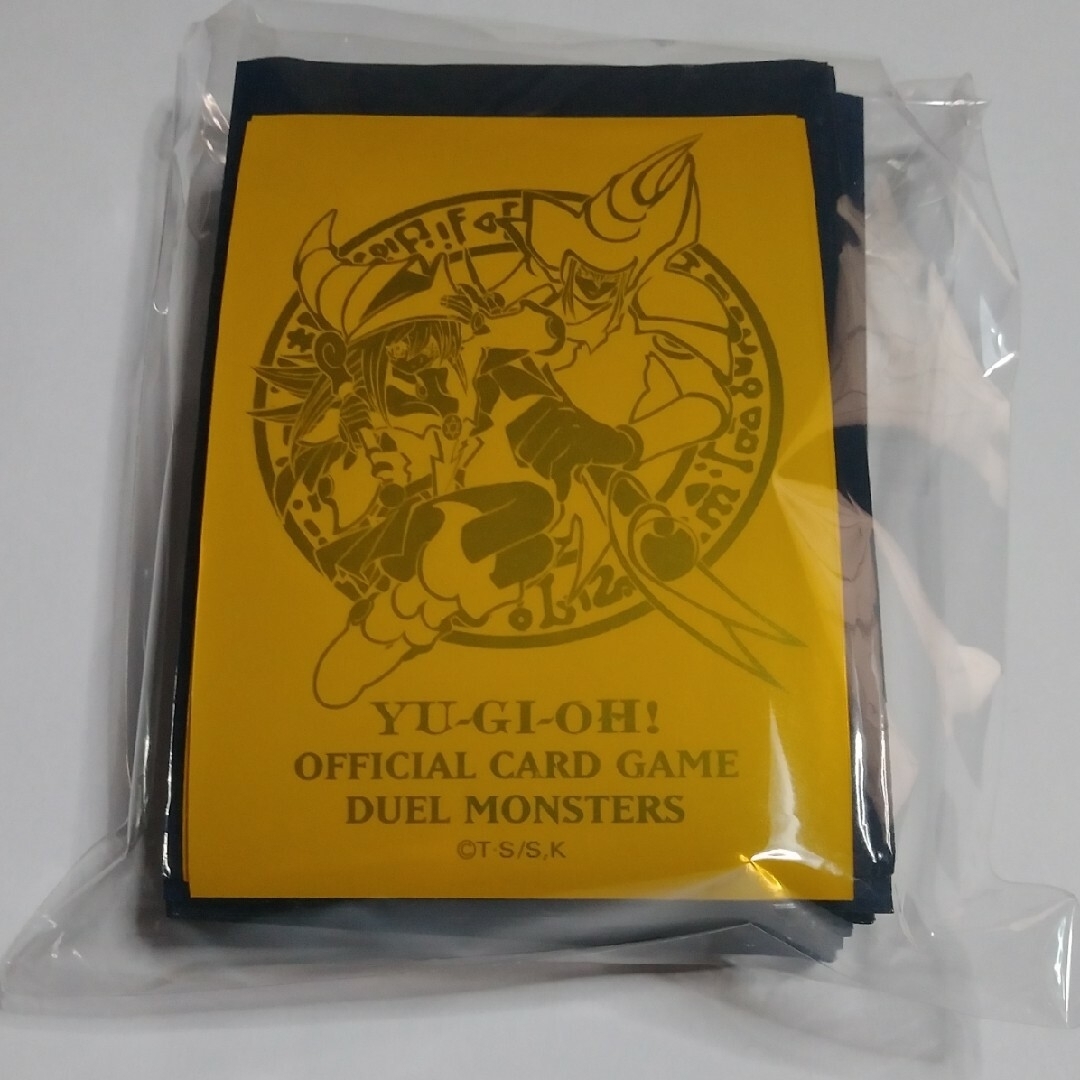 YU-GI-OH!
OFFICIAL CARD GAME
DUEL MONSTERS
©T・S/S,K